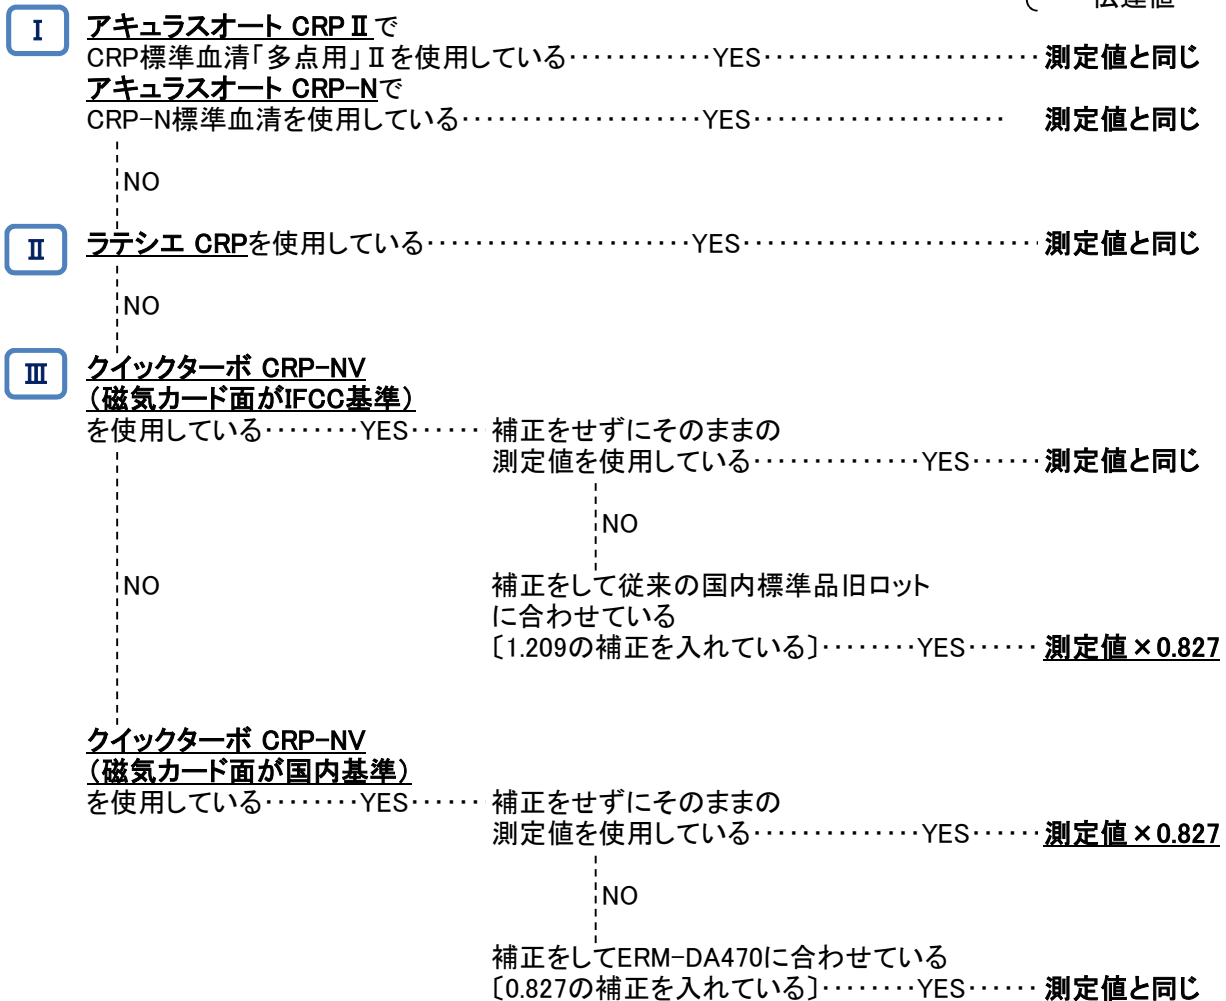 Ⅰ
アキュラスオート CRPⅡで
CRP標準血清「多点用」Ⅱを使用している············YES·······················測定値と同じ
アキュラスオート CRP-Nで
CRP-N標準血清を使用している····················YES····················· 測定値と同じ
NO
Ⅱ
ラテシエ CRPを使用している······················YES·························測定値と同じ
NO
Ⅲ
クイックターボ CRP-NV
(磁気カード面がIFCC基準)
を使用している········YES······補正をせずにそのままの
測定値を使用している··············YES······測定値と同じ
NO
NO
補正をして従来の国内標準品旧ロット
に合わせている
〔1.209の補正を入れている〕········YES······測定値×0.827
クイックターボ CRP-NV
(磁気カード面が国内基準)
を使用している········YES······補正をせずにそのままの
測定値を使用している··············YES······測定値×0.827
NO
補正をしてERM-DA470に合わせている
〔0.827の補正を入れている〕········YES······測定値と同じ